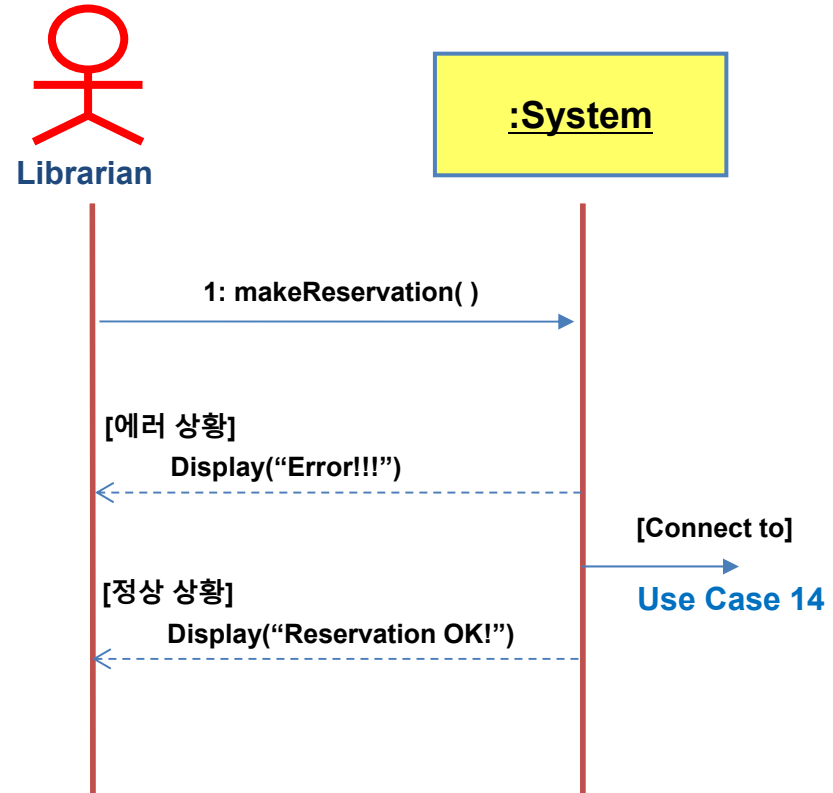 :System
Librarian
1: makeReservation( )
[에러 상황]
Display(“Error!!!”)
[Connect to]
Use Case 14
[정상 상황]
Display(“Reservation OK!”)